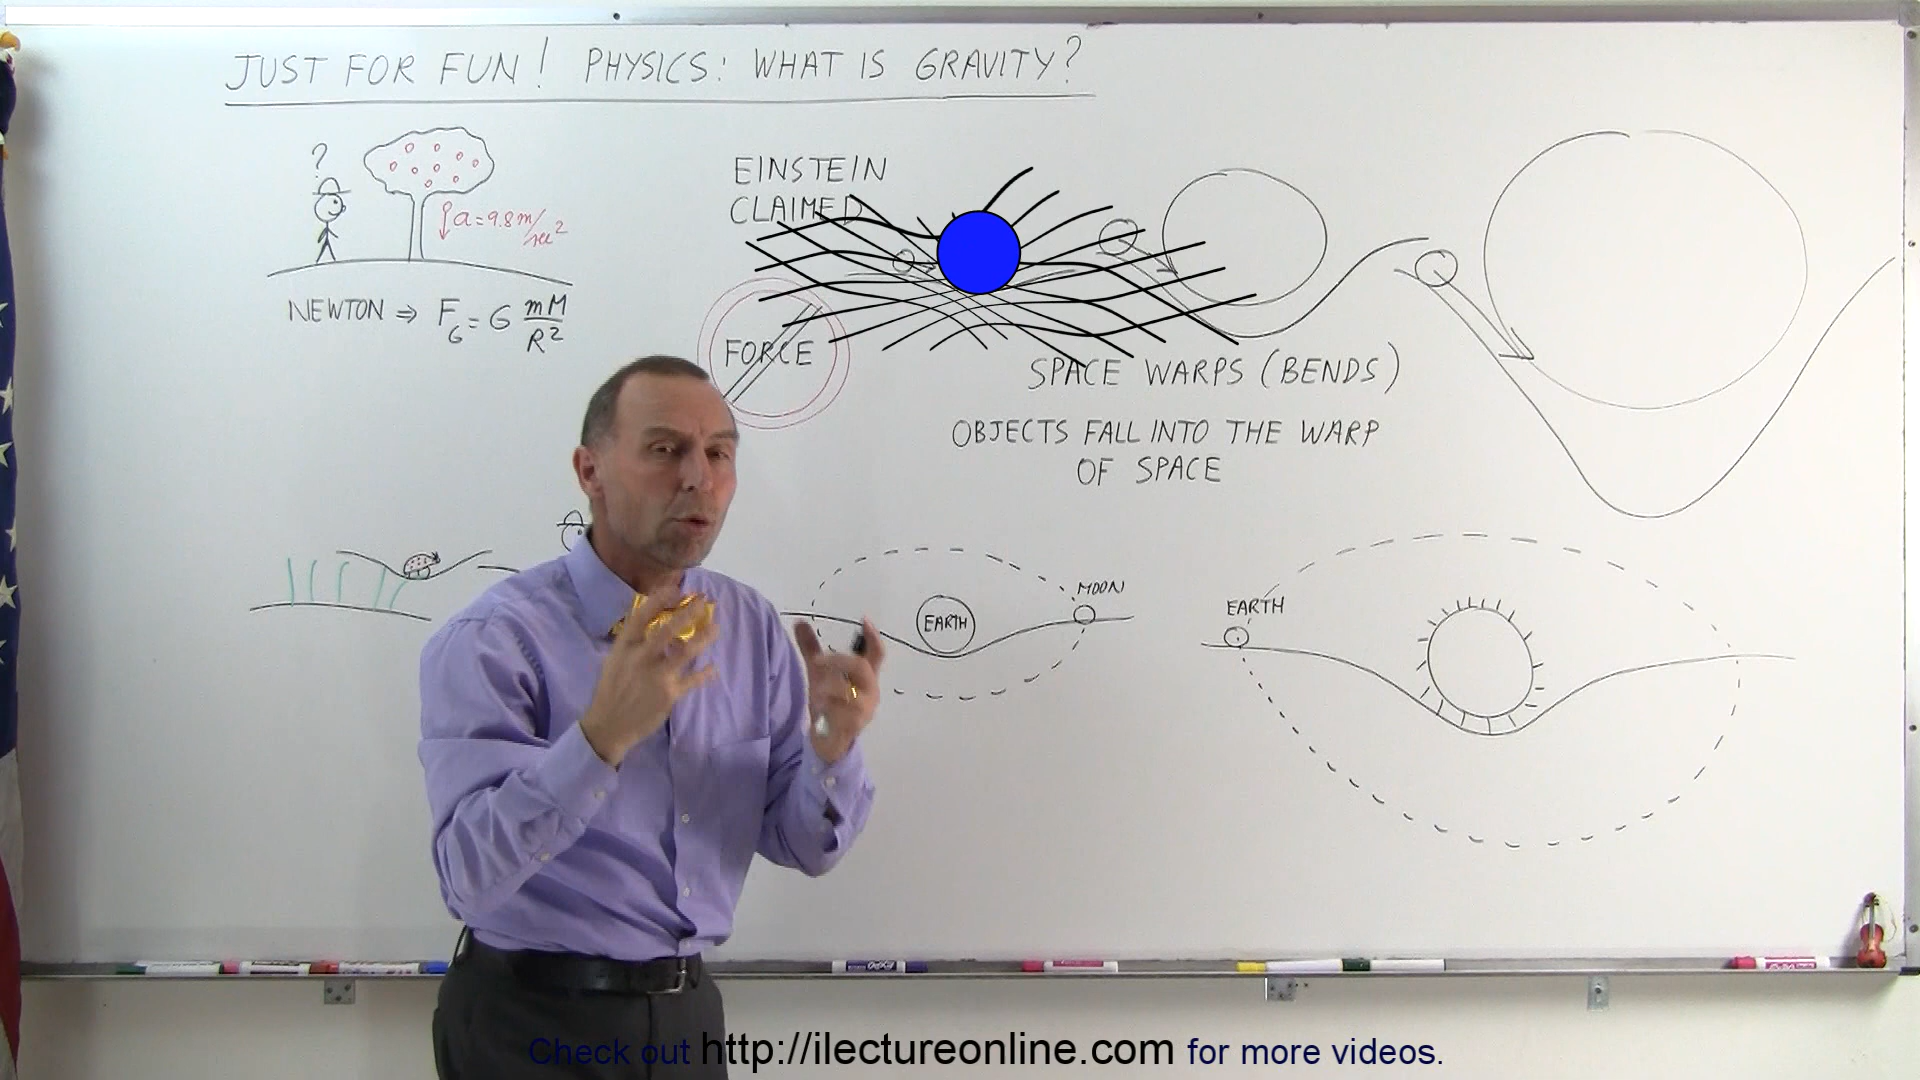 JUST FOR FUN! PHYSICS: WHAT IS GRAVITY?
?
a = 9.8 m/sec²
NEWTON ⇒ F_G = G mM/R²
EINSTEIN
CLAIMED
FORCE
SPACE WARPS (BENDS)
OBJECTS FALL INTO THE WARP
OF SPACE
EARTH
MOON
EARTH
EXPO
Check out http://ilectureonline.com for more videos.